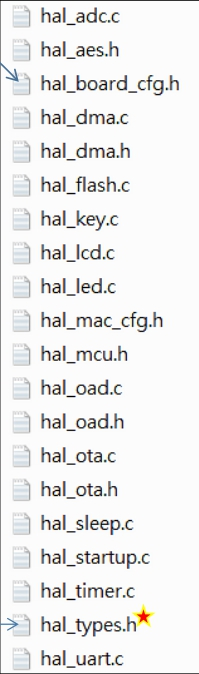 hal_adc.c
hal_aes.h
hal_board_cfg.h
hal_dma.c
hal_dma.h
hal_flash.c
hal_key.c
hal_lcd.c
hal_led.c
hal_mac_cfg.h
hal_mcu.h
hal_oad.c
hal_oad.h
hal_ota.c
hal_ota.h
hal_sleep.c
hal_startup.c
hal_timer.c
hal_types.h
hal_uart.c